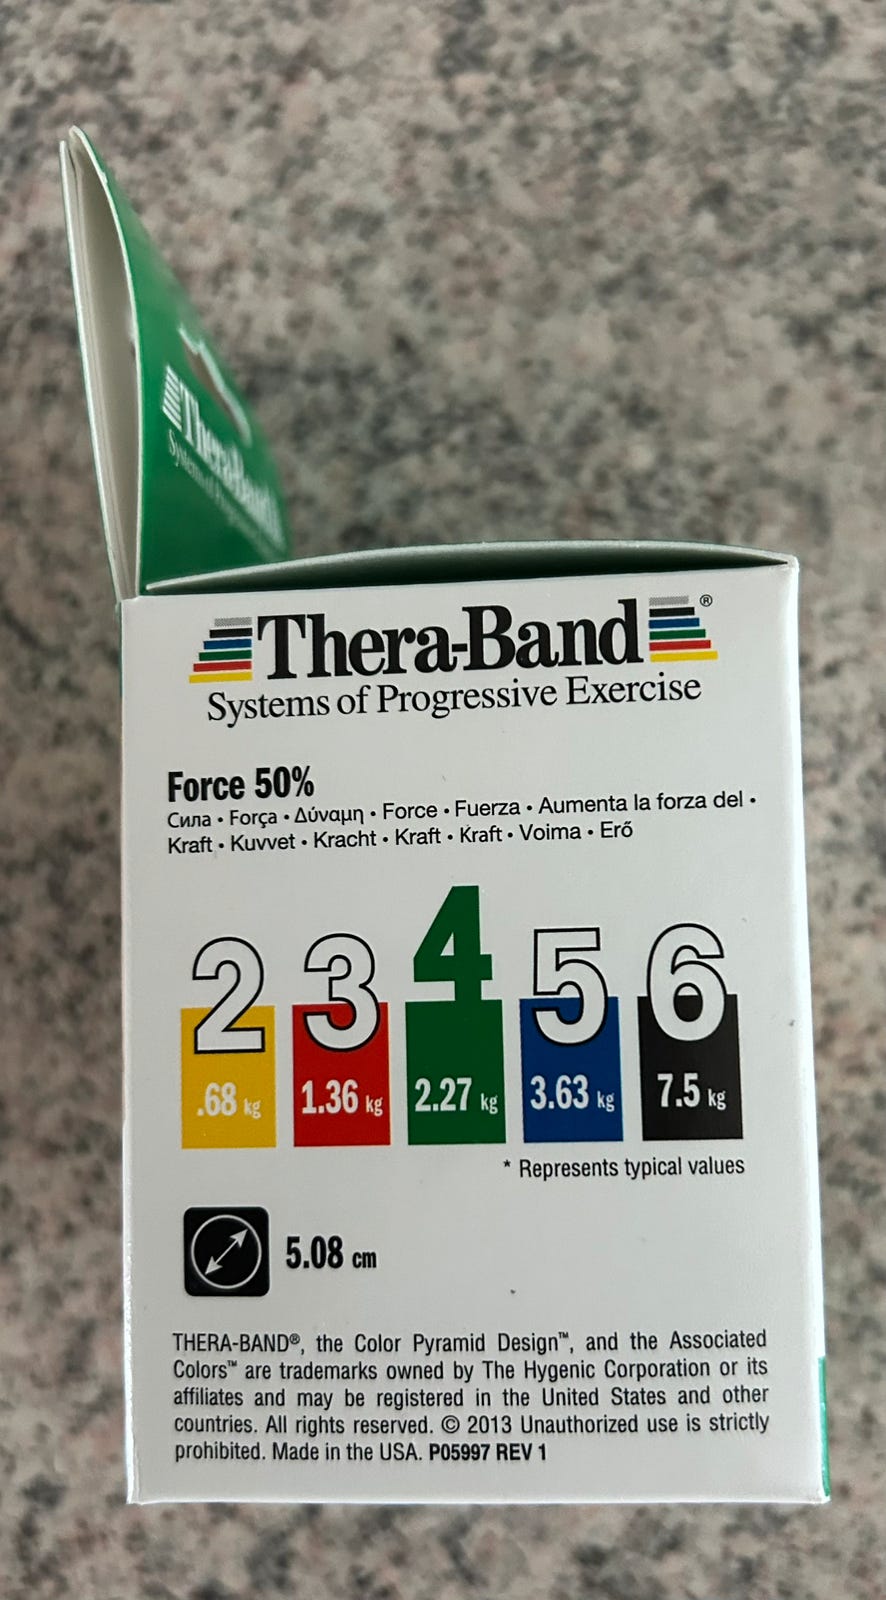 Thera-Band
Systems of
Thera-Band®
Systems of Progressive Exercise
Force 50%
Сила • Força • Δύναμη • Force • Fuerza • Aumenta la forza del •
Kraft • Kuvvet • Kracht • Kraft • Kraft • Voima • Erő
2 3 4 5 6
.68 kg 1.36 kg 2.27 kg 3.63 kg 7.5 kg
* Represents typical values
5.08 cm
THERA-BAND®, the Color Pyramid Design™, and the Associated
Colors™ are trademarks owned by The Hygenic Corporation or its
affiliates and may be registered in the United States and other
countries. All rights reserved. © 2013 Unauthorized use is strictly
prohibited. Made in the USA. P05997 REV 1